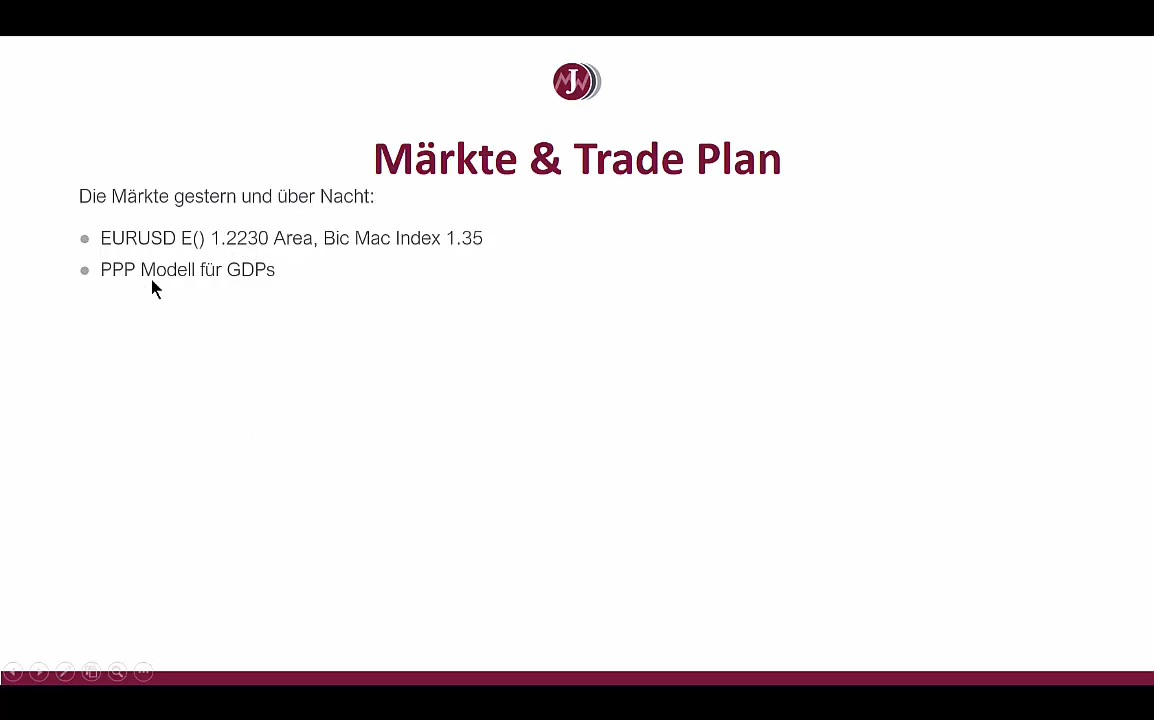 J
Märkte & Trade Plan
Die Märkte gestern und über Nacht:
EURUSD E() 1.2230 Area, Bic Mac Index 1.35
PPP Modell für GDPs